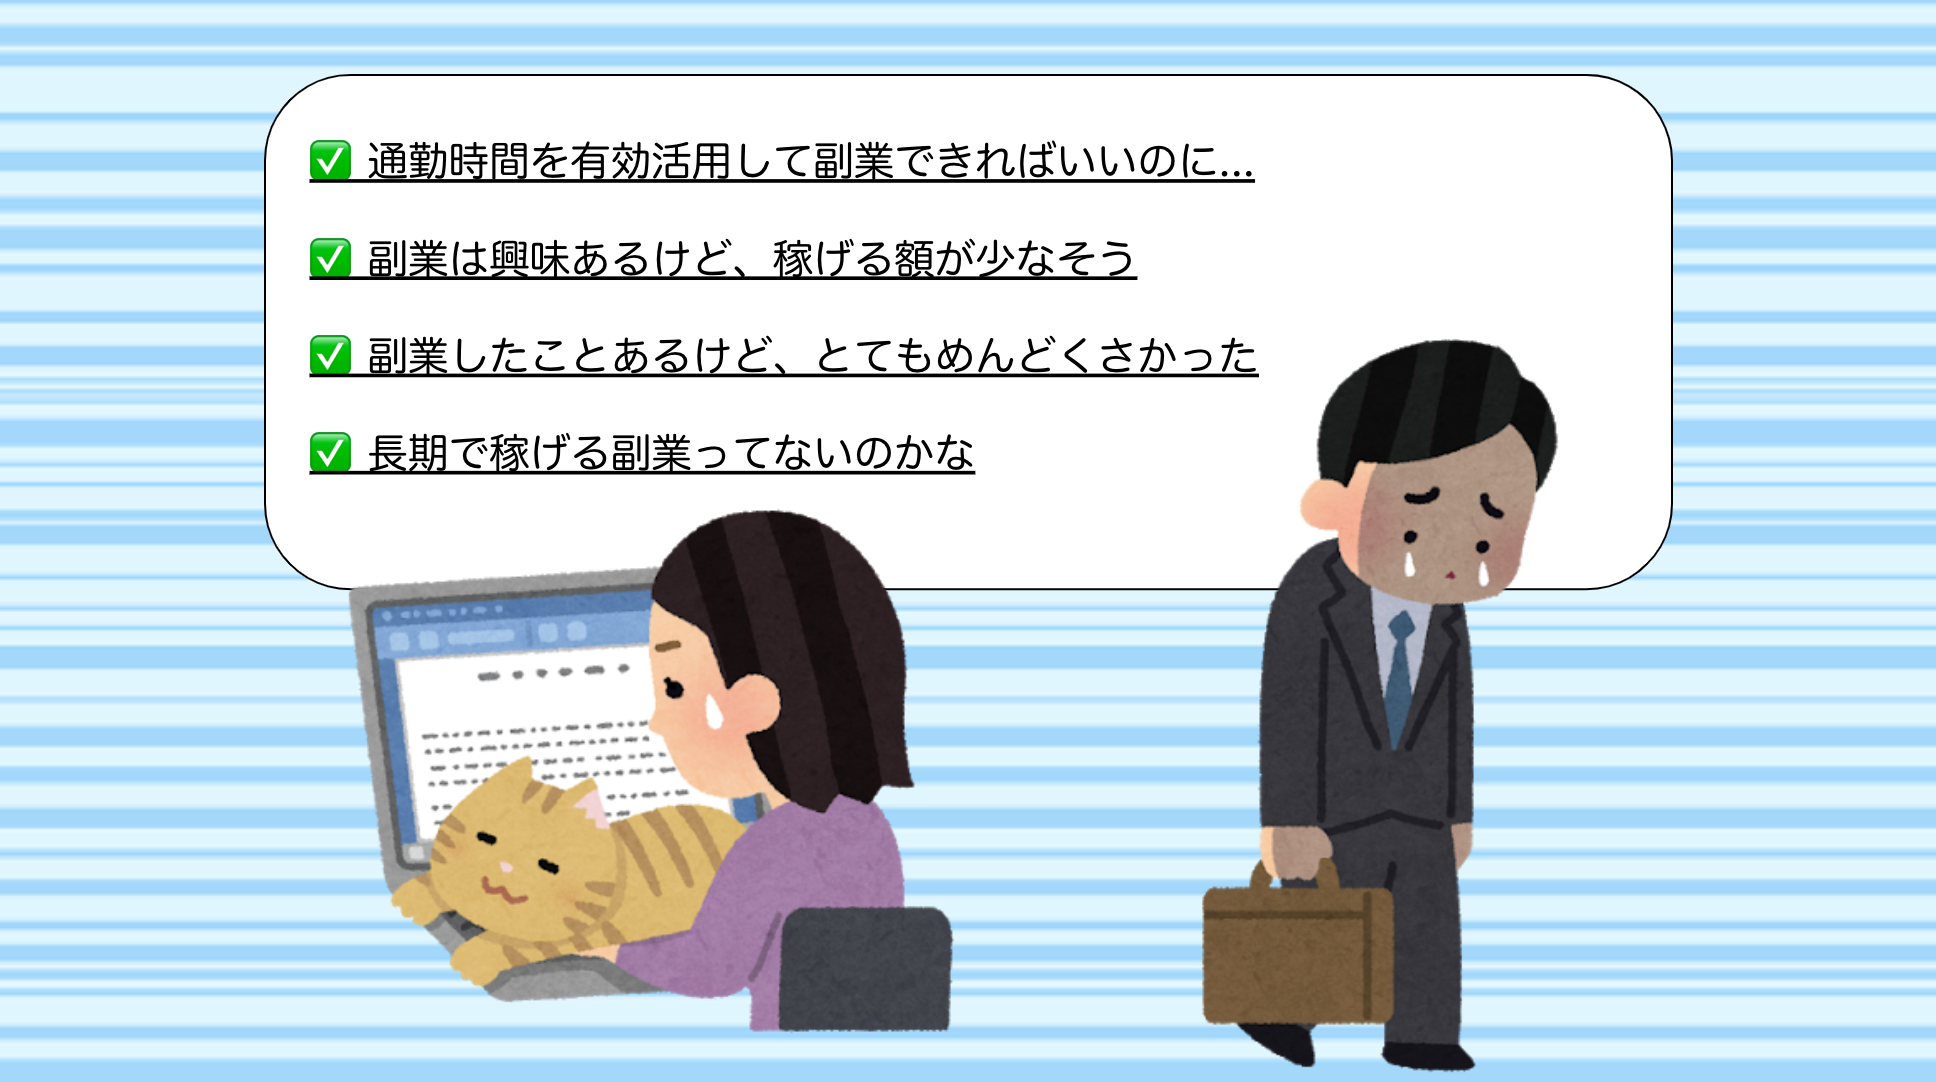 ✅ 通勤時間を有効活用して副業できればいいのに...
✅ 副業は興味あるけど、稼げる額が少なそう
✅ 副業したことあるけど、とてもめんどくさかった
✅ 長期で稼げる副業ってないのかな